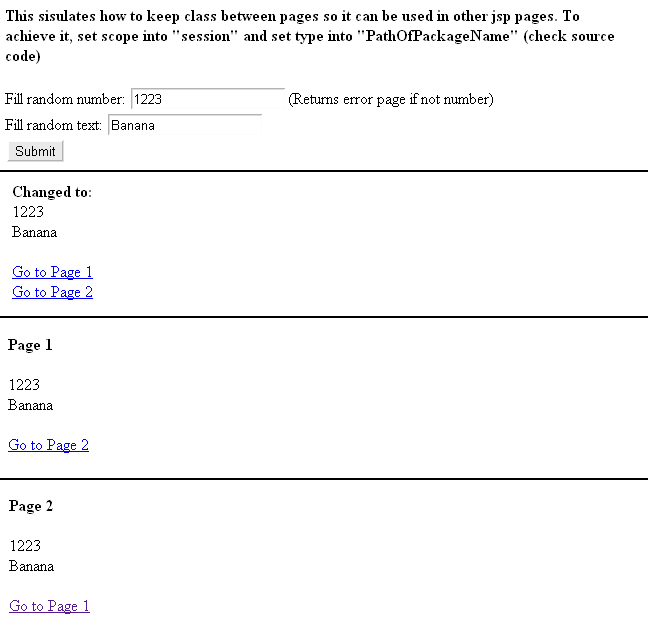 This sisulates how to keep class between pages so it can be used in other jsp pages. To
achieve it, set scope into "session" and set type into "PathOfPackageName" (check source
code)
Fill random number: 1223 (Returns error page if not number)
Fill random text: Banana
Submit
Changed to:
1223
Banana
Go to Page 1
Go to Page 2
Page 1
1223
Banana
Go to Page 2
Page 2
1223
Banana
Go to Page 1